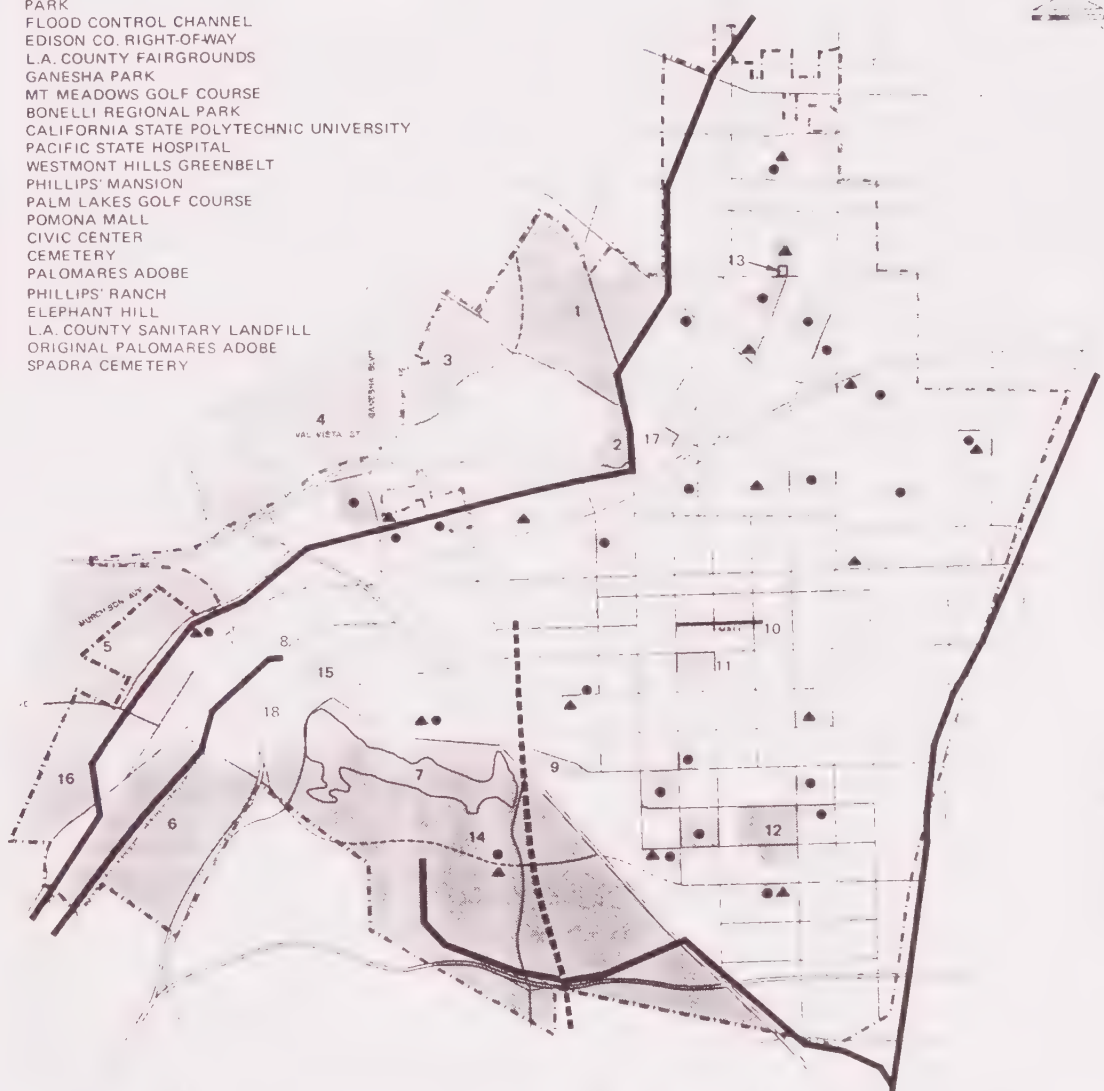 PARK
FLOOD CONTROL CHANNEL
EDISON CO. RIGHT-OF-WAY
L.A. COUNTY FAIRGROUNDS
GANESHA PARK
MT MEADOWS GOLF COURSE
BONELLI REGIONAL PARK
CALIFORNIA STATE POLYTECHNIC UNIVERSITY
PACIFIC STATE HOSPITAL
WESTMONT HILLS GREENBELT
PHILLIPS' MANSION
PALM LAKES GOLF COURSE
POMONA MALL
CIVIC CENTER
CEMETERY
PALOMARES ADOBE
PHILLIPS' RANCH
ELEPHANT HILL
L.A. COUNTY SANITARY LANDFILL
ORIGINAL PALOMARES ADOBE
SPADRA CEMETERY
13
1
3
GANESHA BLVD
4
VAL VISTA ST
2
17
MURCHISON AVE
5
8
10
11
15
18
16
7
9
6
14
12